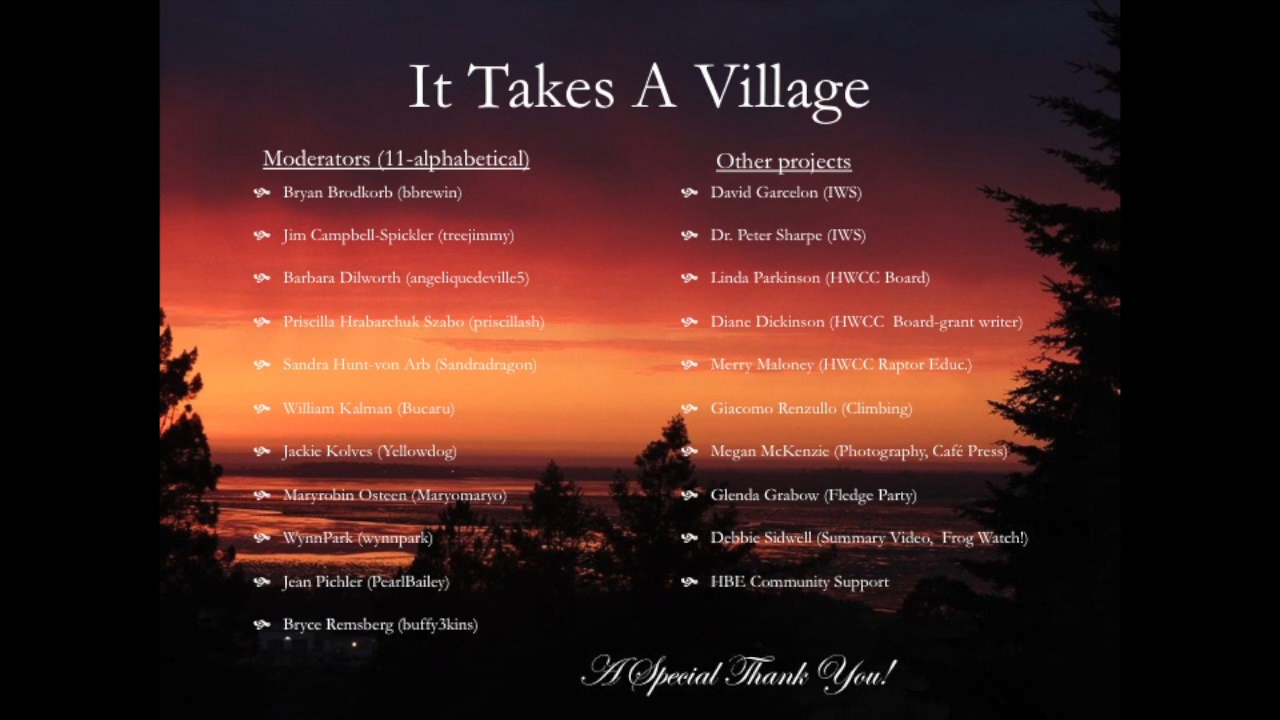 It Takes A Village
Moderators (11-alphabetical)
Bryan Brodkorb (bbrewin)
Jim Campbell-Spickler (treejimmy)
Barbara Dilworth (angeliquedeville5)
Priscilla Hrabarchuk Szabo (priscillash)
Sandra Hunt-von Arb (Sandradragon)
William Kalman (Bucaru)
Jackie Kolves (Yellowdog)
Maryrobin Osteen (Maryomaryo)
WynnPark (wynnpark)
Jean Pichler (PearlBailey)
Bryce Remsberg (buffy3kins)
Other projects
David Garcelon (IWS)
Dr. Peter Sharpe (IWS)
Linda Parkinson (HWCC Board)
Diane Dickinson (HWCC  Board-grant writer)
Merry Maloney (HWCC Raptor Educ.)
Giacomo Renzullo (Climbing)
Megan McKenzie (Photography, Café Press)
Glenda Grabow (Fledge Party)
Debbie Sidwell (Summary Video,  Frog Watch!)
HBE Community Support
A Special Thank You!